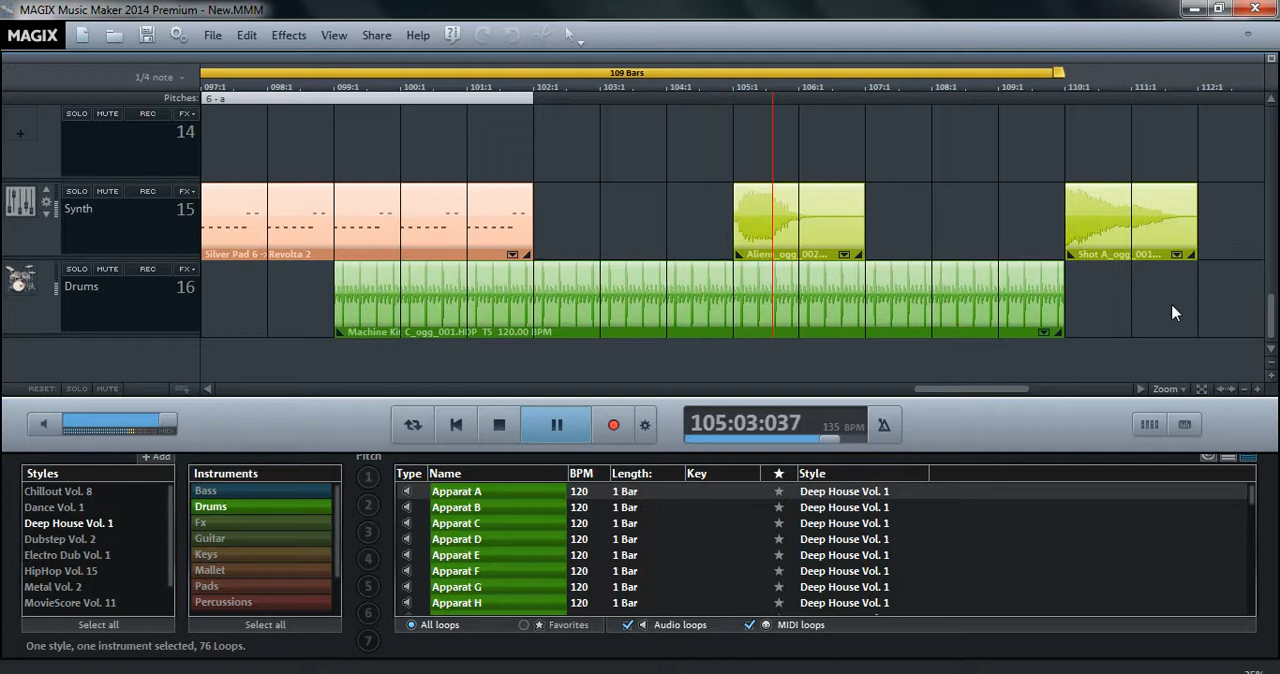 MAGIX Music Maker 2014 Premium - New.MMM
MAGIX File Edit Effects View Share Help
109 Bars
1/4 note
097:1 098:1 099:1 100:1 101:1 102:1 103:1 104:1 105:1 106:1 107:1 108:1 109:1 110:1 111:1 112:1
Pitches: 6 - a
SOLO MUTE REC FX
14
SOLO MUTE REC FX
Synth 15
Silver Pad 6 -> Revolta 2
Aliem_ogg_002...
Shot A_ogg_001...
SOLO MUTE REC FX
Drums 16
Machine Kit C_ogg_001.HDP T5 120.00 BPM
RESET: SOLO MUTE
Zoom
MIDI
105:03:037
135 BPM
+ Add
Pitch
Styles
Chillout Vol. 8
Dance Vol. 1
Deep House Vol. 1
Dubstep Vol. 2
Electro Dub Vol. 1
HipHop Vol. 15
Metal Vol. 2
MovieScore Vol. 11
Select all
Instruments
Bass
Drums
Fx
Guitar
Keys
Mallet
Pads
Percussions
Select all
1
2
3
4
5
6
7
Type Name BPM Length: Key Style
Apparat A 120 1 Bar Deep House Vol. 1
Apparat B 120 1 Bar Deep House Vol. 1
Apparat C 120 1 Bar Deep House Vol. 1
Apparat D 120 1 Bar Deep House Vol. 1
Apparat E 120 1 Bar Deep House Vol. 1
Apparat F 120 1 Bar Deep House Vol. 1
Apparat G 120 1 Bar Deep House Vol. 1
Apparat H 120 1 Bar Deep House Vol. 1
All loops Favorites Audio loops MIDI loops
One style, one instrument selected, 76 Loops.